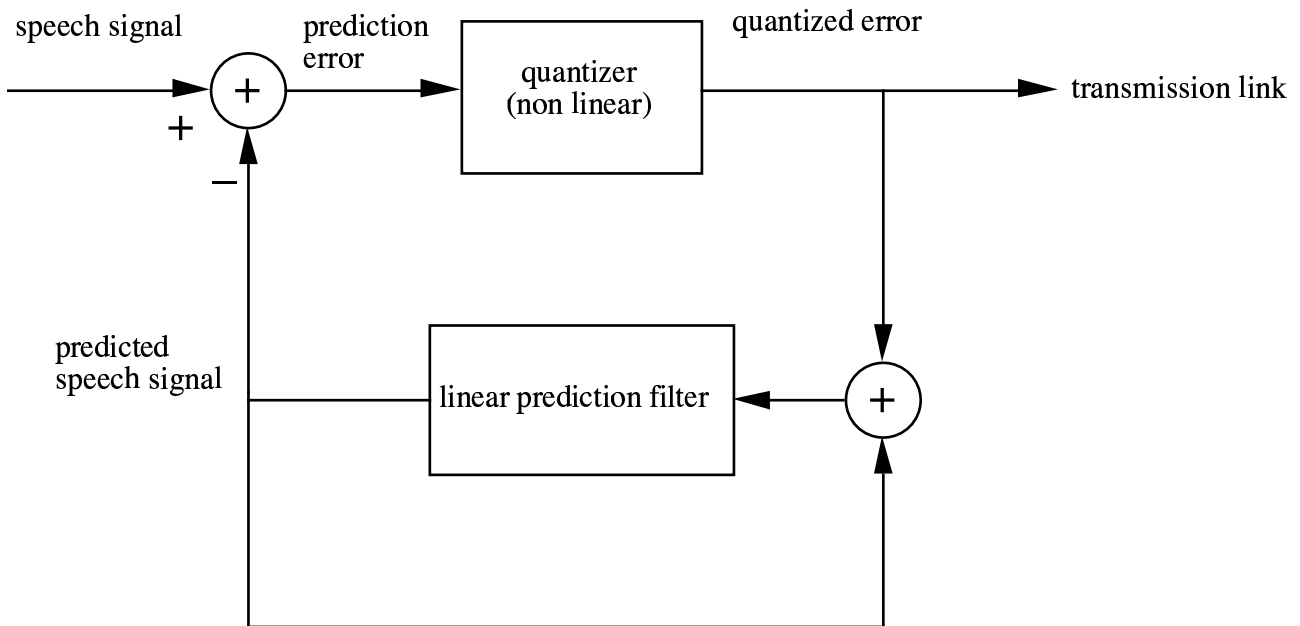 speech signal
prediction
error
quantized error
quantizer
(non linear)
transmission link
+
+
−
predicted
speech signal
linear prediction filter
+